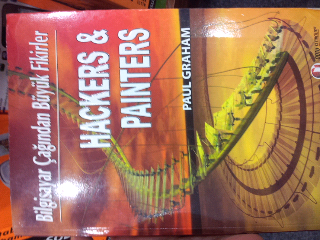 Bilgisayar Çağından Büyük Fikirler
HACKERS &
PAINTERS
PAUL GRAHAM